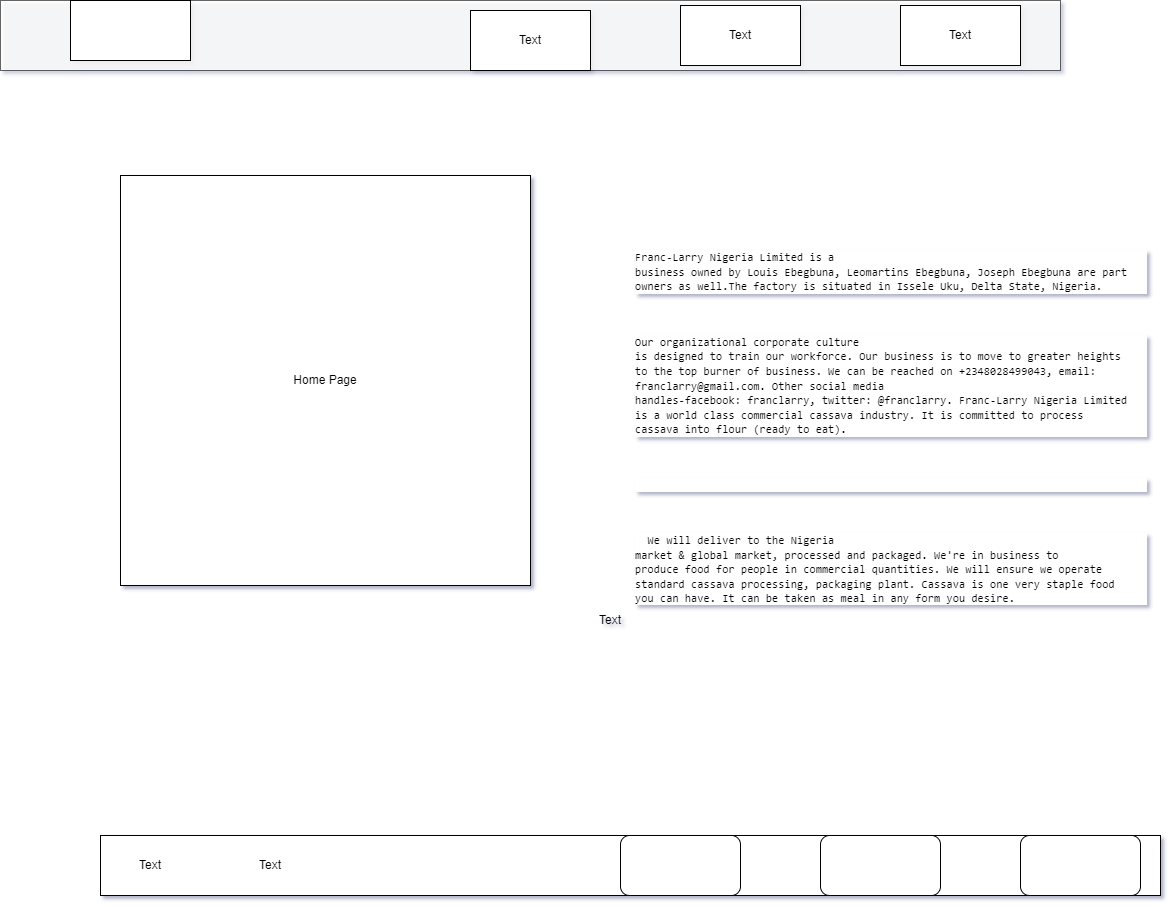 Text
Text
Text
Franc-Larry Nigeria Limited is a
business owned by Louis Ebegbuna, Leomartins Ebegbuna, Joseph Ebegbuna are part
owners as well.The factory is situated in Issele Uku, Delta State, Nigeria.
Our organizational corporate culture
is designed to train our workforce. Our business is to move to greater heights
to the top burner of business. We can be reached on +2348028499043, email:
franclarry@gmail.com. Other social media
handles-facebook: franclarry, twitter: @franclarry. Franc-Larry Nigeria Limited
is a world class commercial cassava industry. It is committed to process
cassava into flour (ready to eat).
Home Page
We will deliver to the Nigeria
market & global market, processed and packaged. We're in business to
produce food for people in commercial quantities. We will ensure we operate
standard cassava processing, packaging plant. Cassava is one very staple food
you can have. It can be taken as meal in any form you desire.
Text
Text
Text